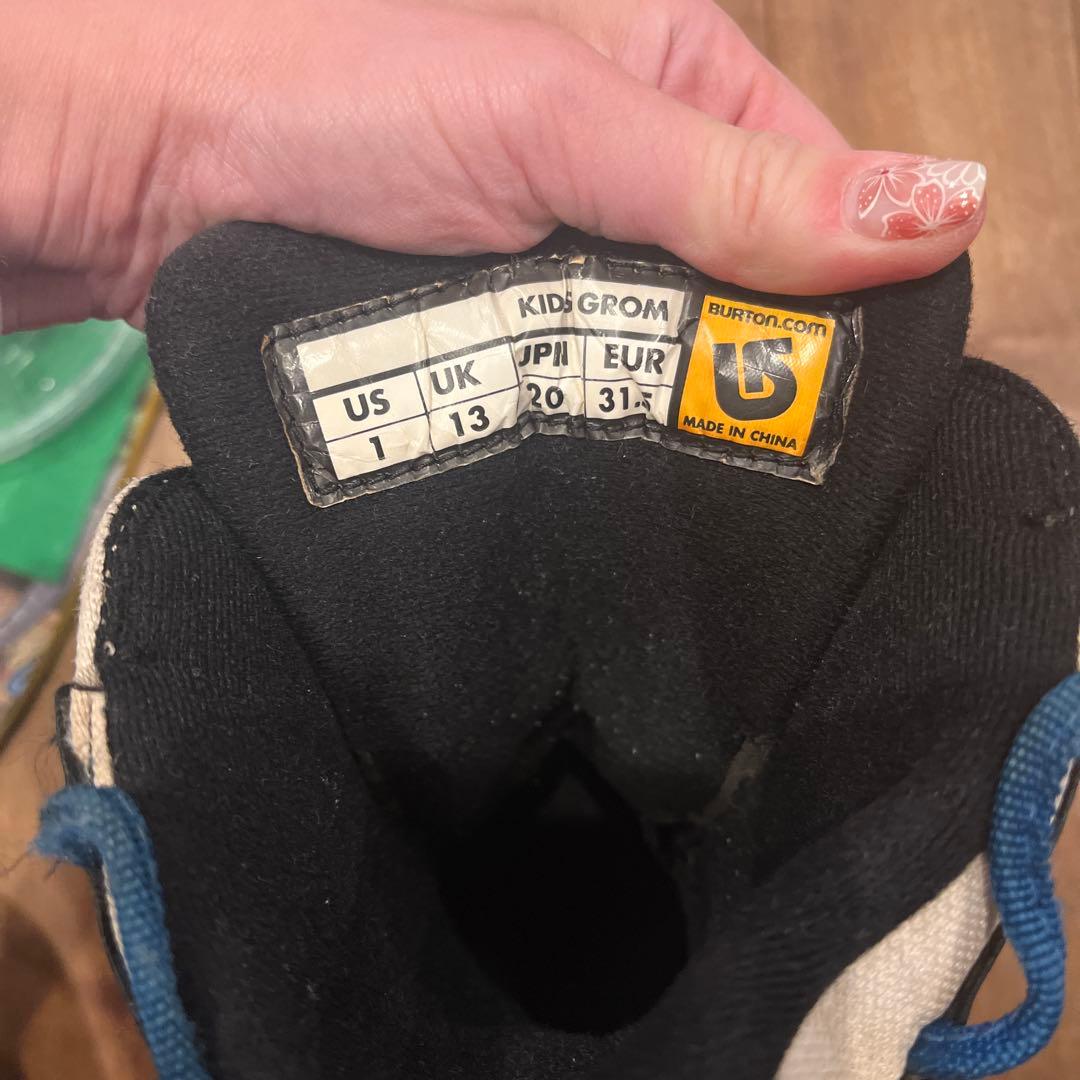 KIDS GROM
US UK JPN EUR
1 13 20 31.5
BURTON.COM
MADE IN CHINA